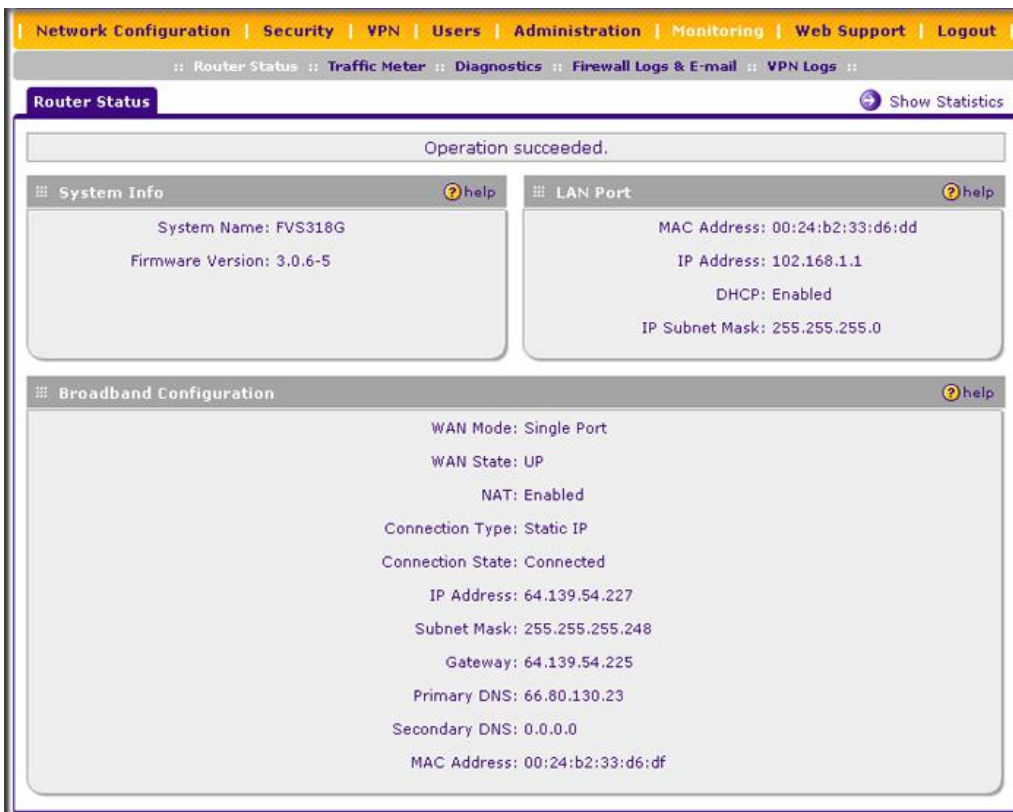 | Network Configuration | Security | VPN | Users | Administration | Monitoring | Web Support | Logout |
:: Router Status :: Traffic Meter :: Diagnostics :: Firewall Logs & E-mail :: VPN Logs ::
Router Status
Show Statistics
Operation succeeded.
System Info
? help
System Name: FVS318G
Firmware Version: 3.0.6-5
LAN Port
? help
MAC Address: 00:24:b2:33:d6:dd
IP Address: 102.168.1.1
DHCP: Enabled
IP Subnet Mask: 255.255.255.0
Broadband Configuration
? help
WAN Mode: Single Port
WAN State: UP
NAT: Enabled
Connection Type: Static IP
Connection State: Connected
IP Address: 64.139.54.227
Subnet Mask: 255.255.255.248
Gateway: 64.139.54.225
Primary DNS: 66.80.130.23
Secondary DNS: 0.0.0.0
MAC Address: 00:24:b2:33:d6:df